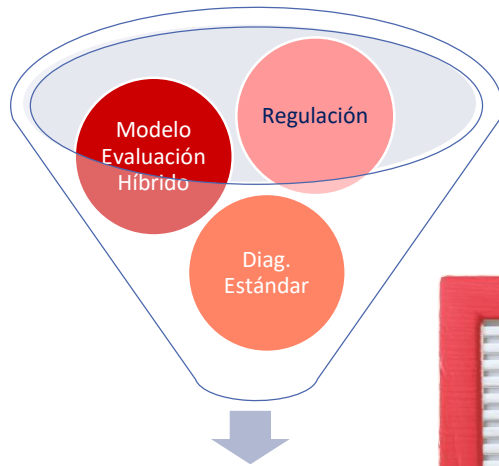 Modelo
Evaluación
Híbrido
Regulación
Diag.
Estándar